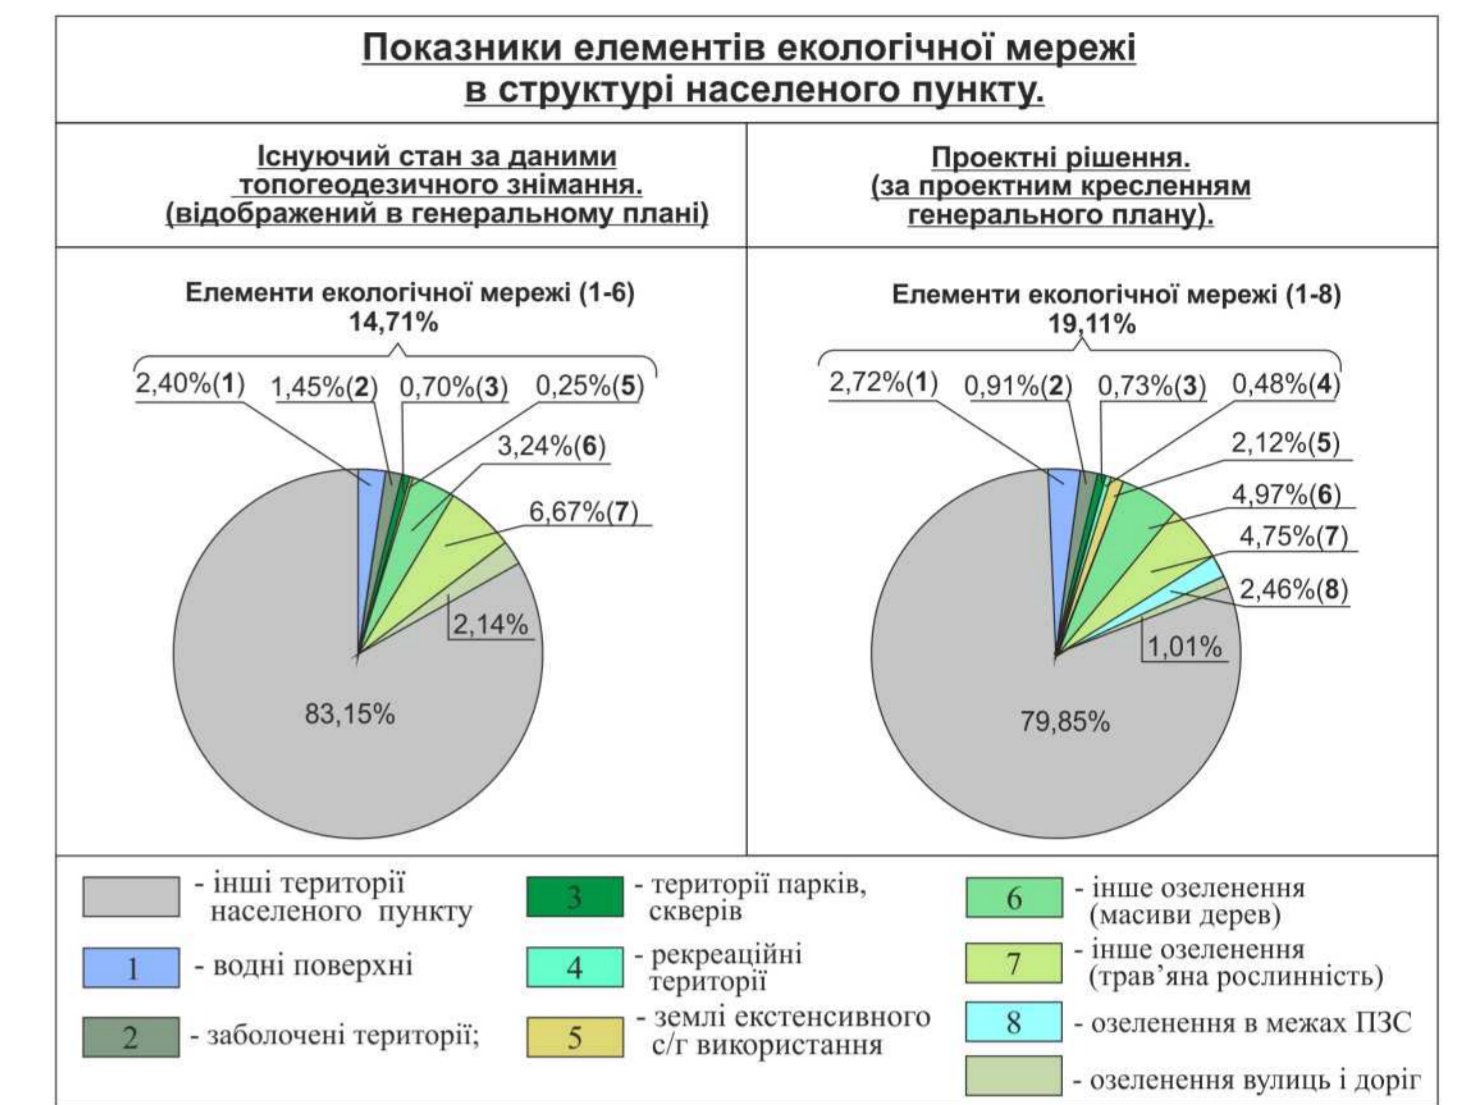 Показники елементів екологічної мережі
в структурі населеного пункту.
Існуючий стан за даними
топогеодезичного знімання.
(відображений в генеральному плані)
Проектні рішення.
(за проектним кресленням
генерального плану).
Елементи екологічної мережі (1-6)
14,71%
2,40%(1) 1,45%(2) 0,70%(3) 0,25%(5)
3,24%(6)
6,67%(7)
2,14%
83,15%
Елементи екологічної мережі (1-8)
19,11%
2,72%(1) 0,91%(2) 0,73%(3) 0,48%(4)
2,12%(5)
4,97%(6)
4,75%(7)
2,46%(8)
1,01%
79,85%
- інші території
населеного пункту
1 - водні поверхні
2 - заболочені території;
3 - території парків,
скверів
4 - рекреаційні
території
5 - землі екстенсивного
с/г використання
6 - інше озеленення
(масиви дерев)
7 - інше озеленення
(трав’яна рослинність)
8 - озеленення в межах ПЗС
- озеленення вулиць і доріг